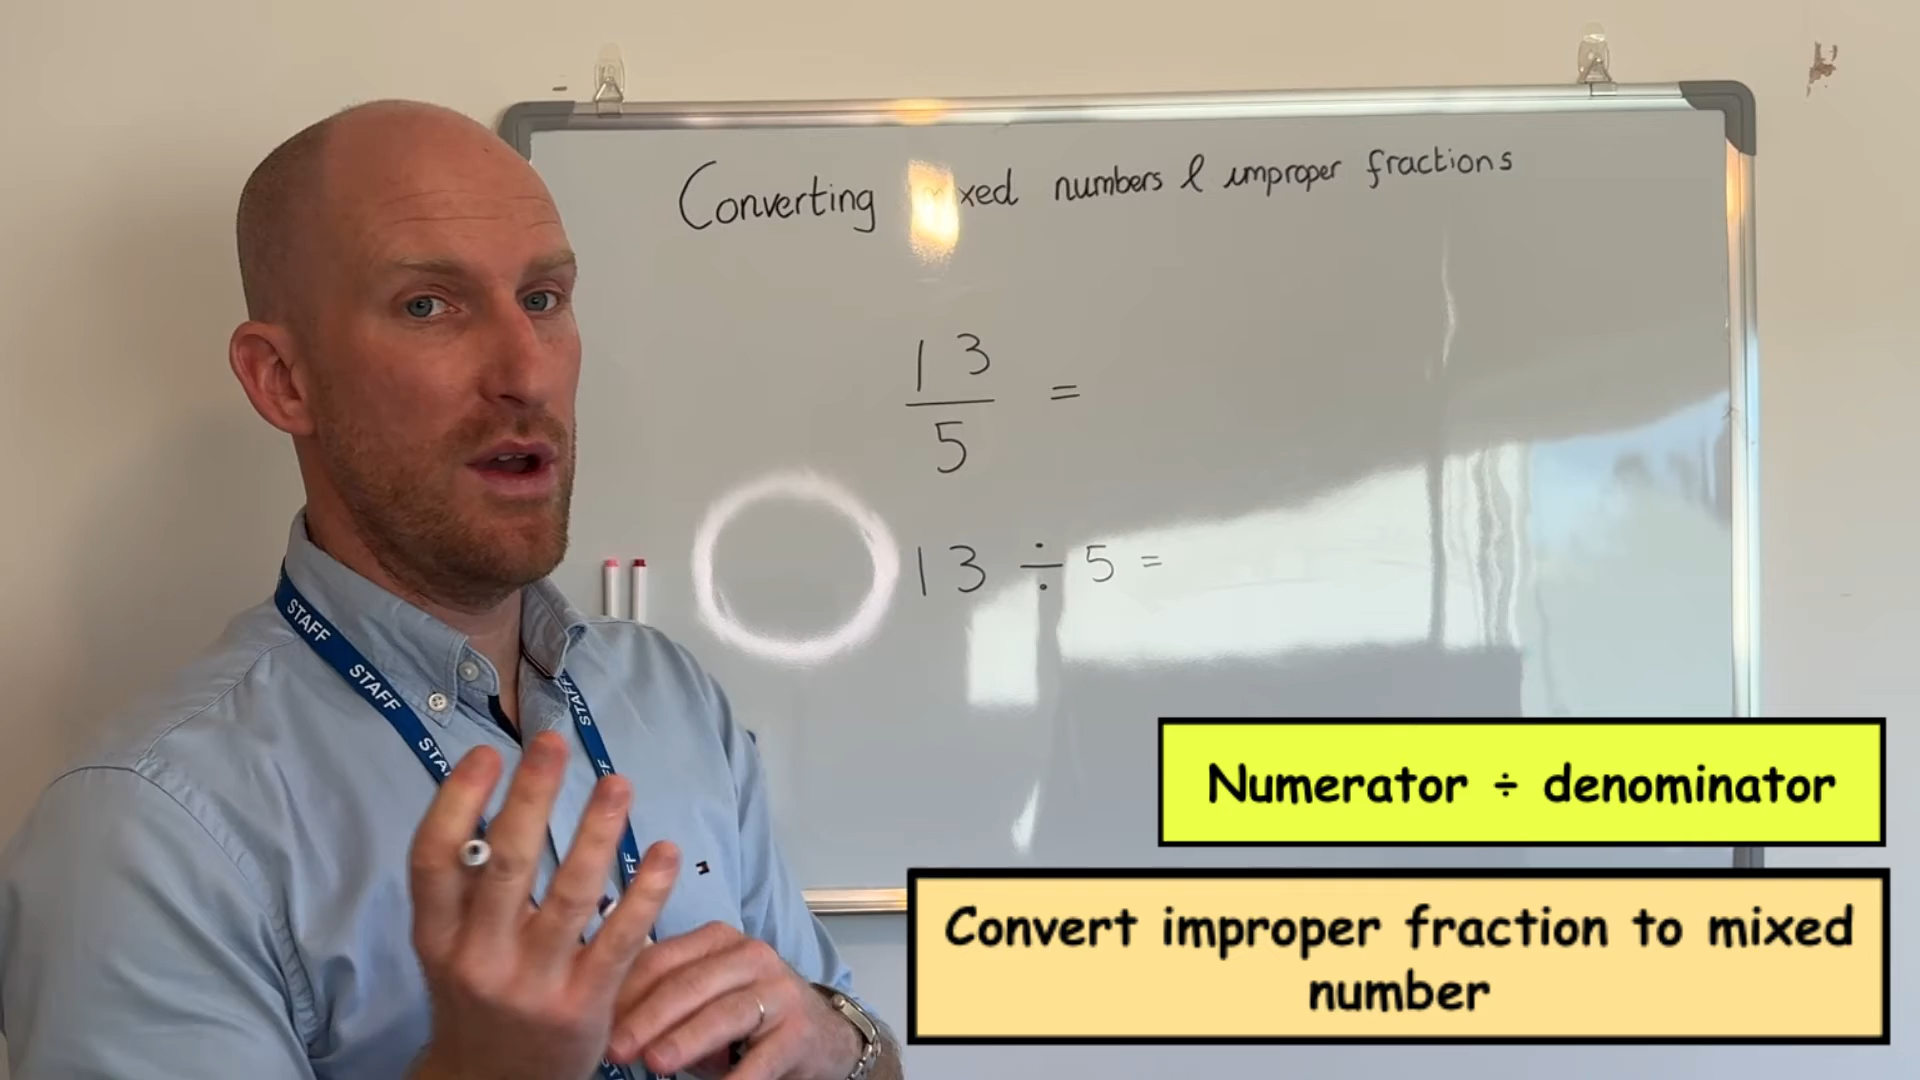 Converting xed numbers & improper fractions
13
5
=
13 ÷ 5 =
STAFF
STAFF
STA
STAFF
Numerator ÷ denominator
Convert improper fraction to mixed
number